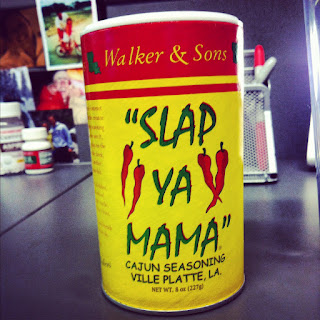 Walker & Sons
"SLAP
YA
MAMA"
CAJUN SEASONING
VILLE PLATTE, LA.
NET WT. 8 oz (227g)